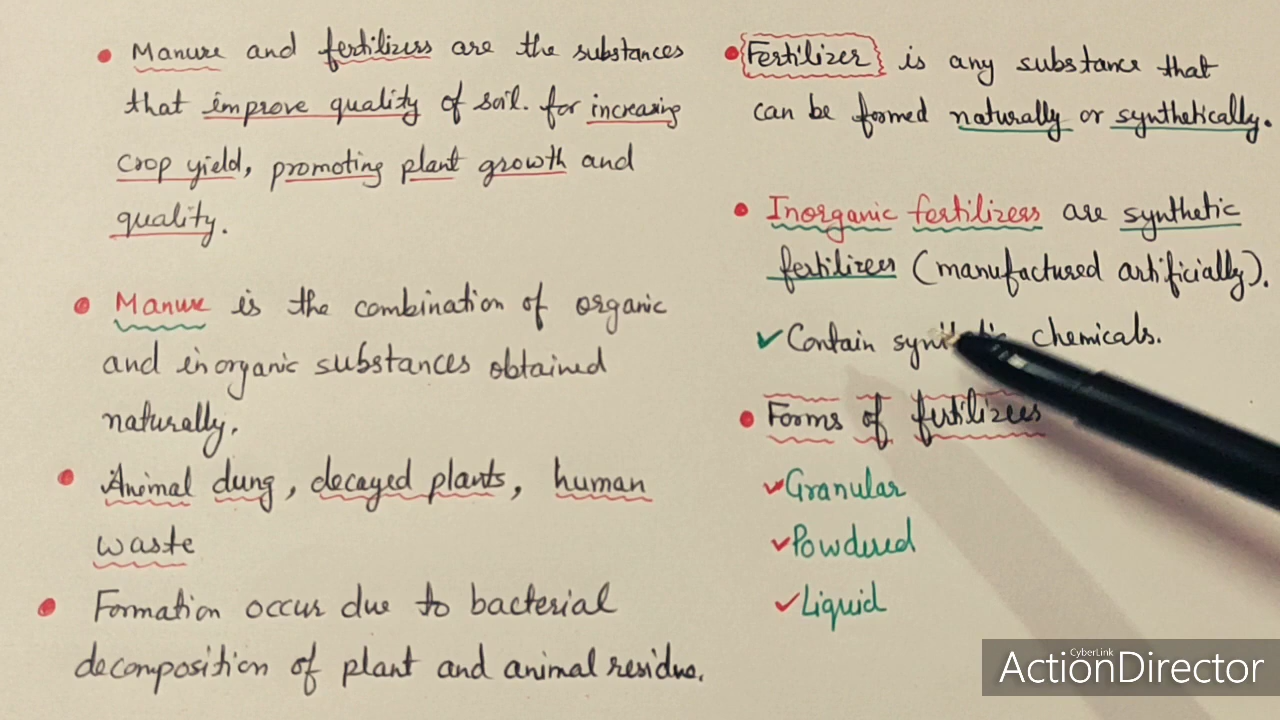 Manure and fertilizers are the substances
that improve quality of soil. for increasing
crop yield, promoting plant growth and
quality.
Manure is the combination of organic
and inorganic substances obtained
naturally.
Animal dung, decayed plants, human
waste
Formation occur due to bacterial
decomposition of plant and animal residue.
Fertilizer is any substance that
can be formed naturally or synthetically.
Inorganic fertilizers are synthetic
fertilizer (manufactured artificially).
Contain synthetic chemicals.
Forms of fertilizers
Granular
Powdered
Liquid
CyberLink
ActionDirector